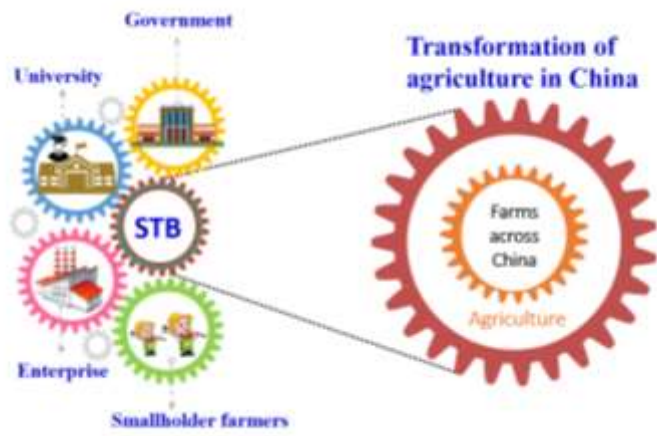 Government
University
STB
Enterprise
Smallholder farmers
Transformation of
agriculture in China
Farms
across
China
Agriculture